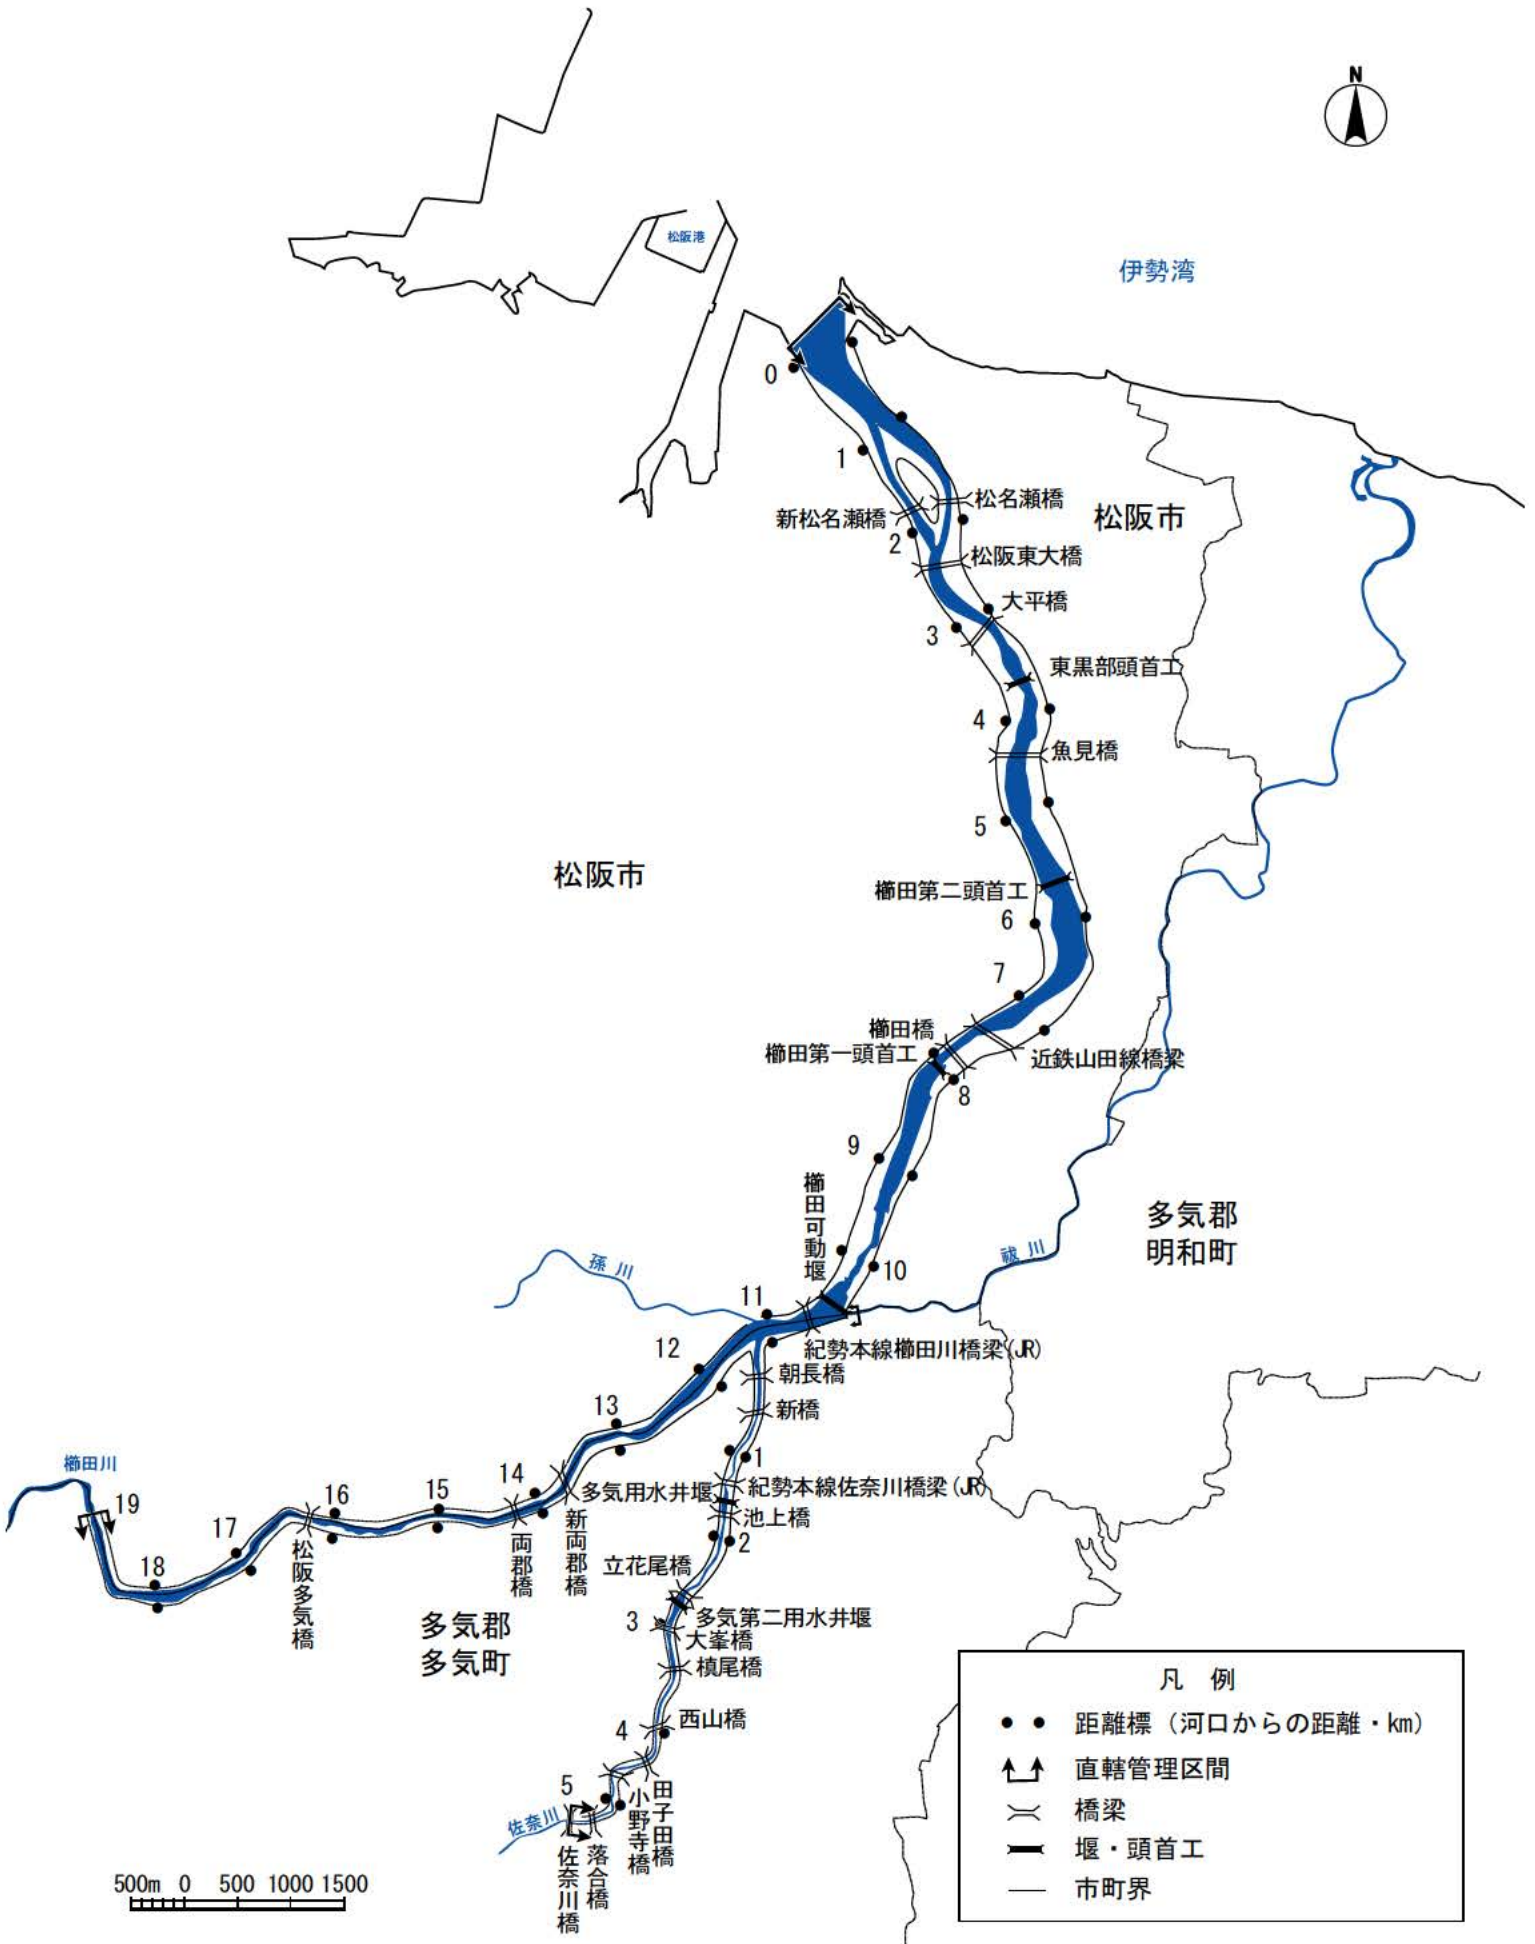 N
松阪港
伊勢湾
0
1
松名瀬橋
新松名瀬橋
松阪市
2
松阪東大橋
大平橋
3
東黒部頭首工
4
魚見橋
5
松阪市
櫛田第二頭首工
6
7
櫛田橋
櫛田第一頭首工
近鉄山田線橋梁
8
9
櫛田可動堰
多気郡
明和町
祓川
孫川
10
11
紀勢本線櫛田川橋梁(JR)
12
朝長橋
新橋
13
1
櫛田川
14
15
16
19
多気用水井堰
紀勢本線佐奈川橋梁(JR)
池上橋
17
2
18
松阪多気橋
両郡橋
新両郡橋
立花尾橋
多気郡
多気町
3
多気第二用水井堰
大峯橋
槙尾橋
西山橋
4
5
佐奈川
佐奈川橋
落合橋
小野寺橋
田子田橋
500m 0 500 1000 1500
凡 例
距離標（河口からの距離・km）
直轄管理区間
橋梁
堰・頭首工
市町界